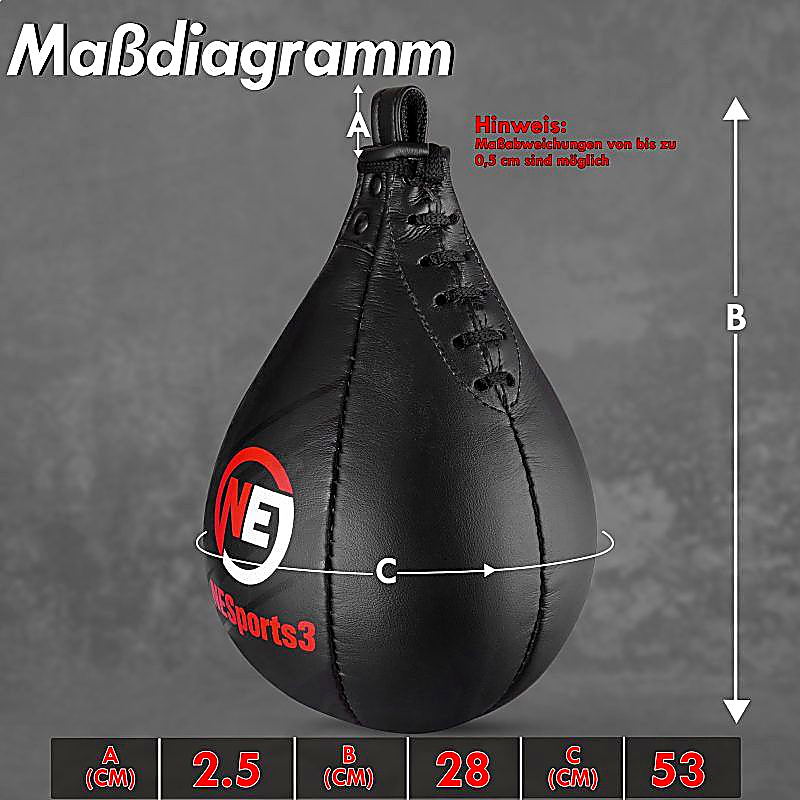 Maßdiagramm
A
Hinweis:
Maßabweichungen von bis zu
0,5 cm sind möglich
B
NE
C
NESports3
A (CM) 2.5 B (CM) 28 C (CM) 53